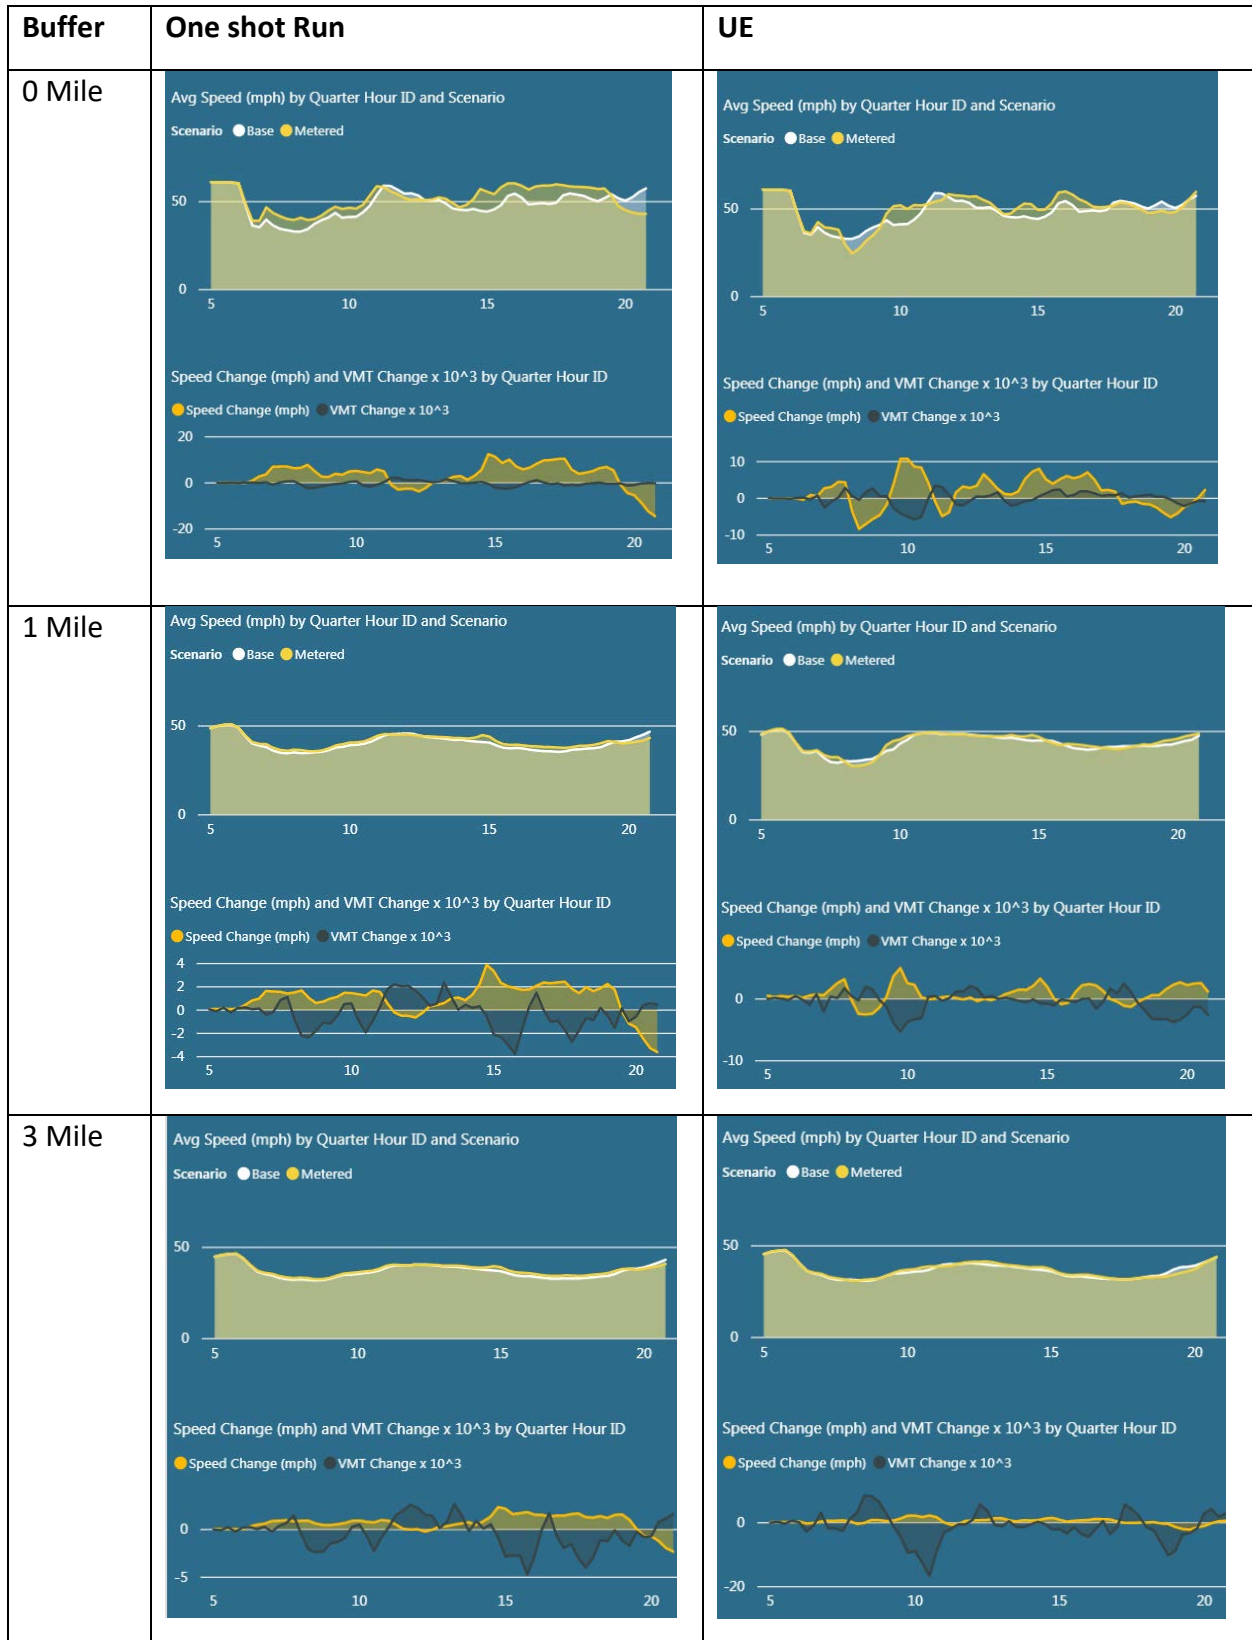 Buffer One shot Run UE
0 Mile
Avg Speed (mph) by Quarter Hour ID and Scenario
Scenario Base Metered
50
0
5 10 15 20
Speed Change (mph) and VMT Change x 10^3 by Quarter Hour ID
Speed Change (mph) VMT Change x 10^3
20
0
-20
5 10 15 20
Avg Speed (mph) by Quarter Hour ID and Scenario
Scenario Base Metered
50
0
5 10 15 20
Speed Change (mph) and VMT Change x 10^3 by Quarter Hour ID
Speed Change (mph) VMT Change x 10^3
10
0
-10
5 10 15 20
1 Mile
Avg Speed (mph) by Quarter Hour ID and Scenario
Scenario Base Metered
50
0
5 10 15 20
Speed Change (mph) and VMT Change x 10^3 by Quarter Hour ID
Speed Change (mph) VMT Change x 10^3
4
2
0
-2
-4
5 10 15 20
Avg Speed (mph) by Quarter Hour ID and Scenario
Scenario Base Metered
50
0
5 10 15 20
Speed Change (mph) and VMT Change x 10^3 by Quarter Hour ID
Speed Change (mph) VMT Change x 10^3
0
-10
5 10 15 20
3 Mile
Avg Speed (mph) by Quarter Hour ID and Scenario
Scenario Base Metered
50
0
5 10 15 20
Speed Change (mph) and VMT Change x 10^3 by Quarter Hour ID
Speed Change (mph) VMT Change x 10^3
0
-5
5 10 15 20
Avg Speed (mph) by Quarter Hour ID and Scenario
Scenario Base Metered
50
0
5 10 15 20
Speed Change (mph) and VMT Change x 10^3 by Quarter Hour ID
Speed Change (mph) VMT Change x 10^3
0
-20
5 10 15 20